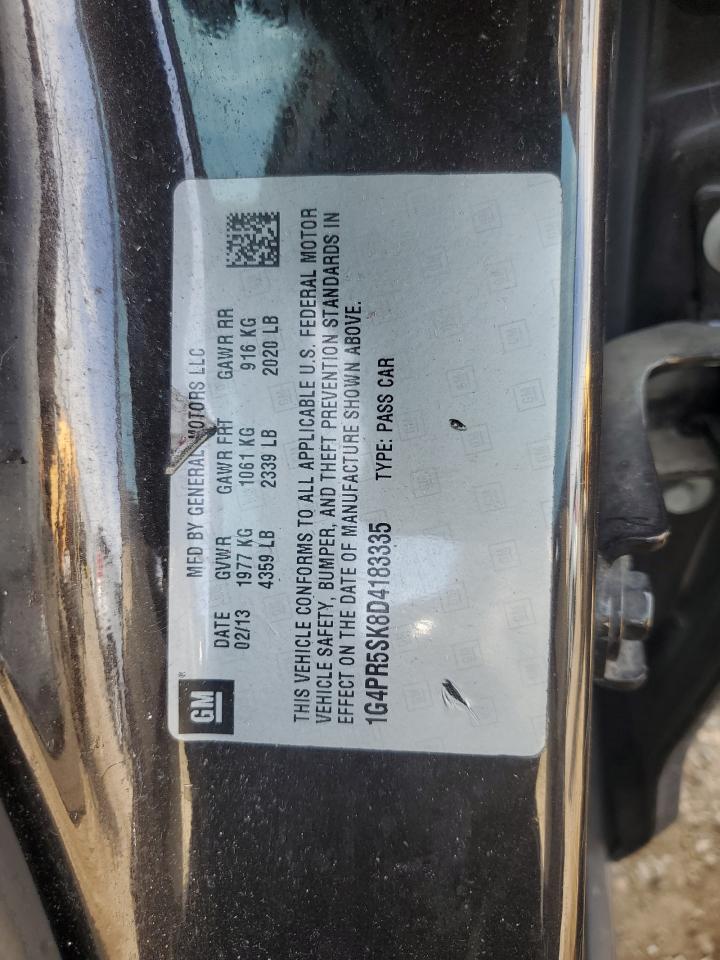 MFD BY GENERAL MOTORS LLC
DATE GVWR GAWR FRT GAWR RR
02/13 1977 KG 1061 KG 916 KG
4359 LB 2339 LB 2020 LB
GM
THIS VEHICLE CONFORMS TO ALL APPLICABLE U.S. FEDERAL MOTOR
VEHICLE SAFETY, BUMPER, AND THEFT PREVENTION STANDARDS IN
EFFECT ON THE DATE OF MANUFACTURE SHOWN ABOVE.
1G4PR5SK8D4183335 TYPE: PASS CAR